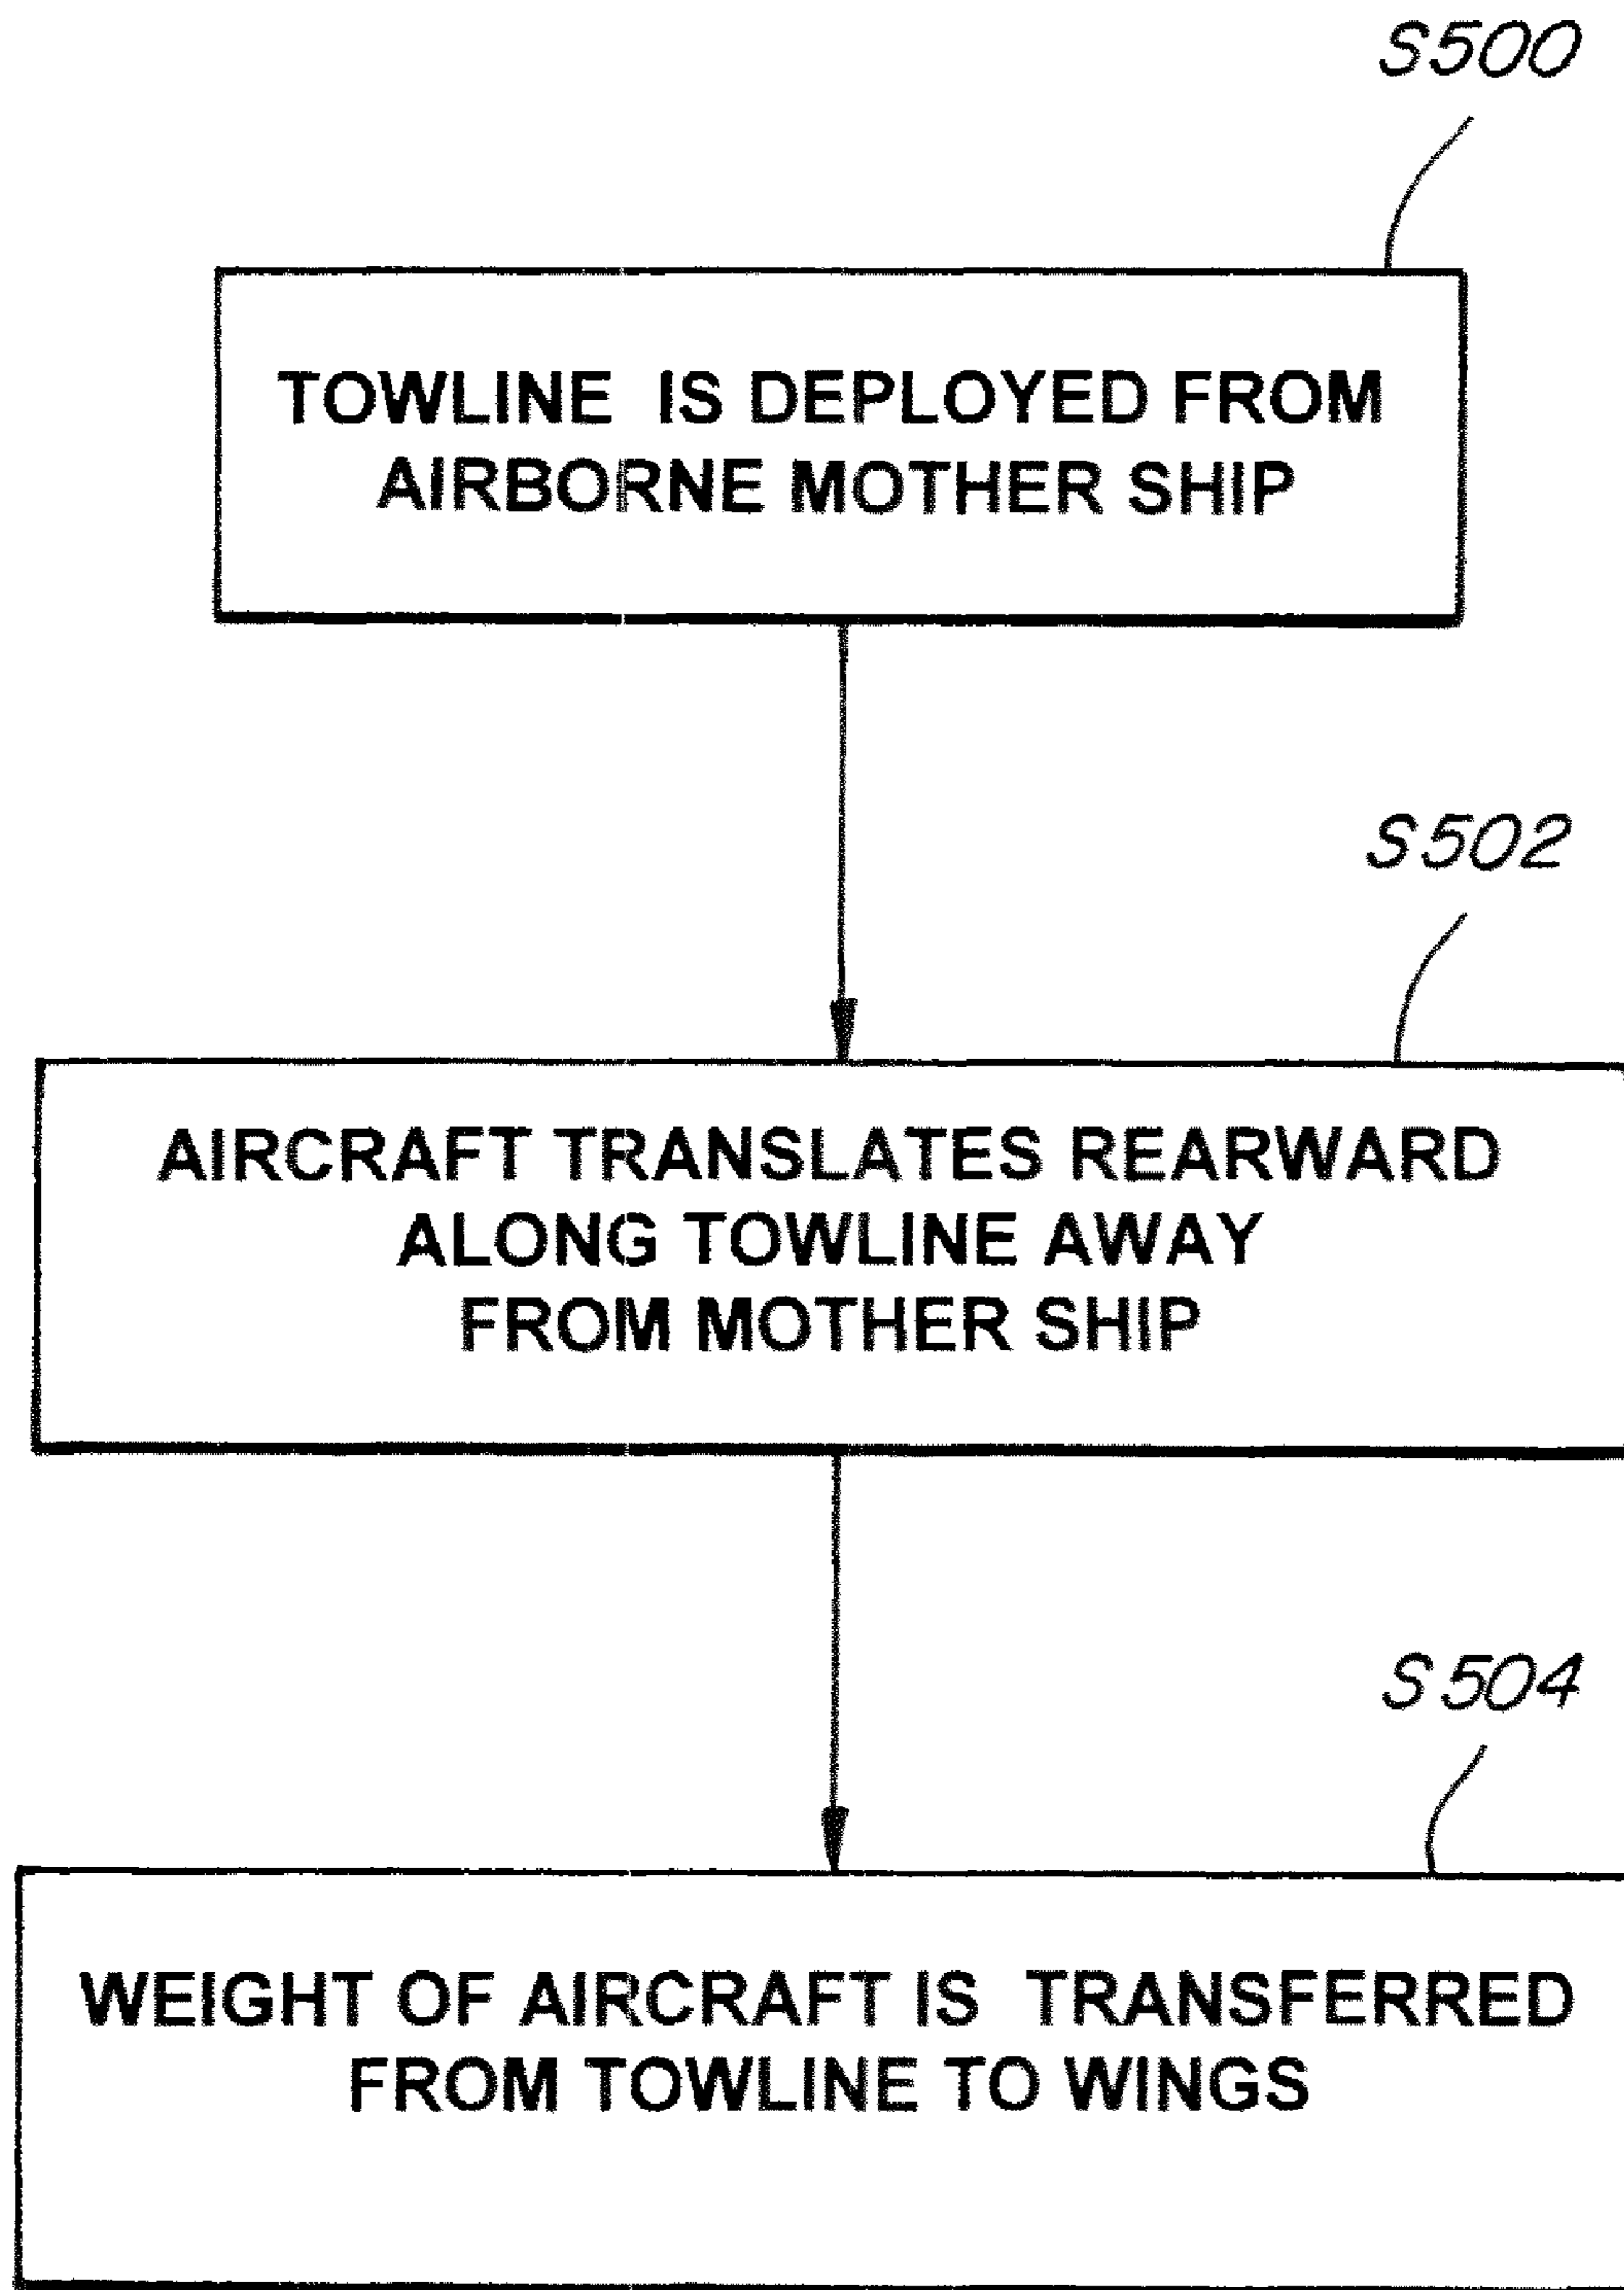 S500
TOWLINE IS DEPLOYED FROM
AIRBORNE MOTHER SHIP
S502
AIRCRAFT TRANSLATES REARWARD
ALONG TOWLINE AWAY
FROM MOTHER SHIP
S504
WEIGHT OF AIRCRAFT IS TRANSFERRED
FROM TOWLINE TO WINGS